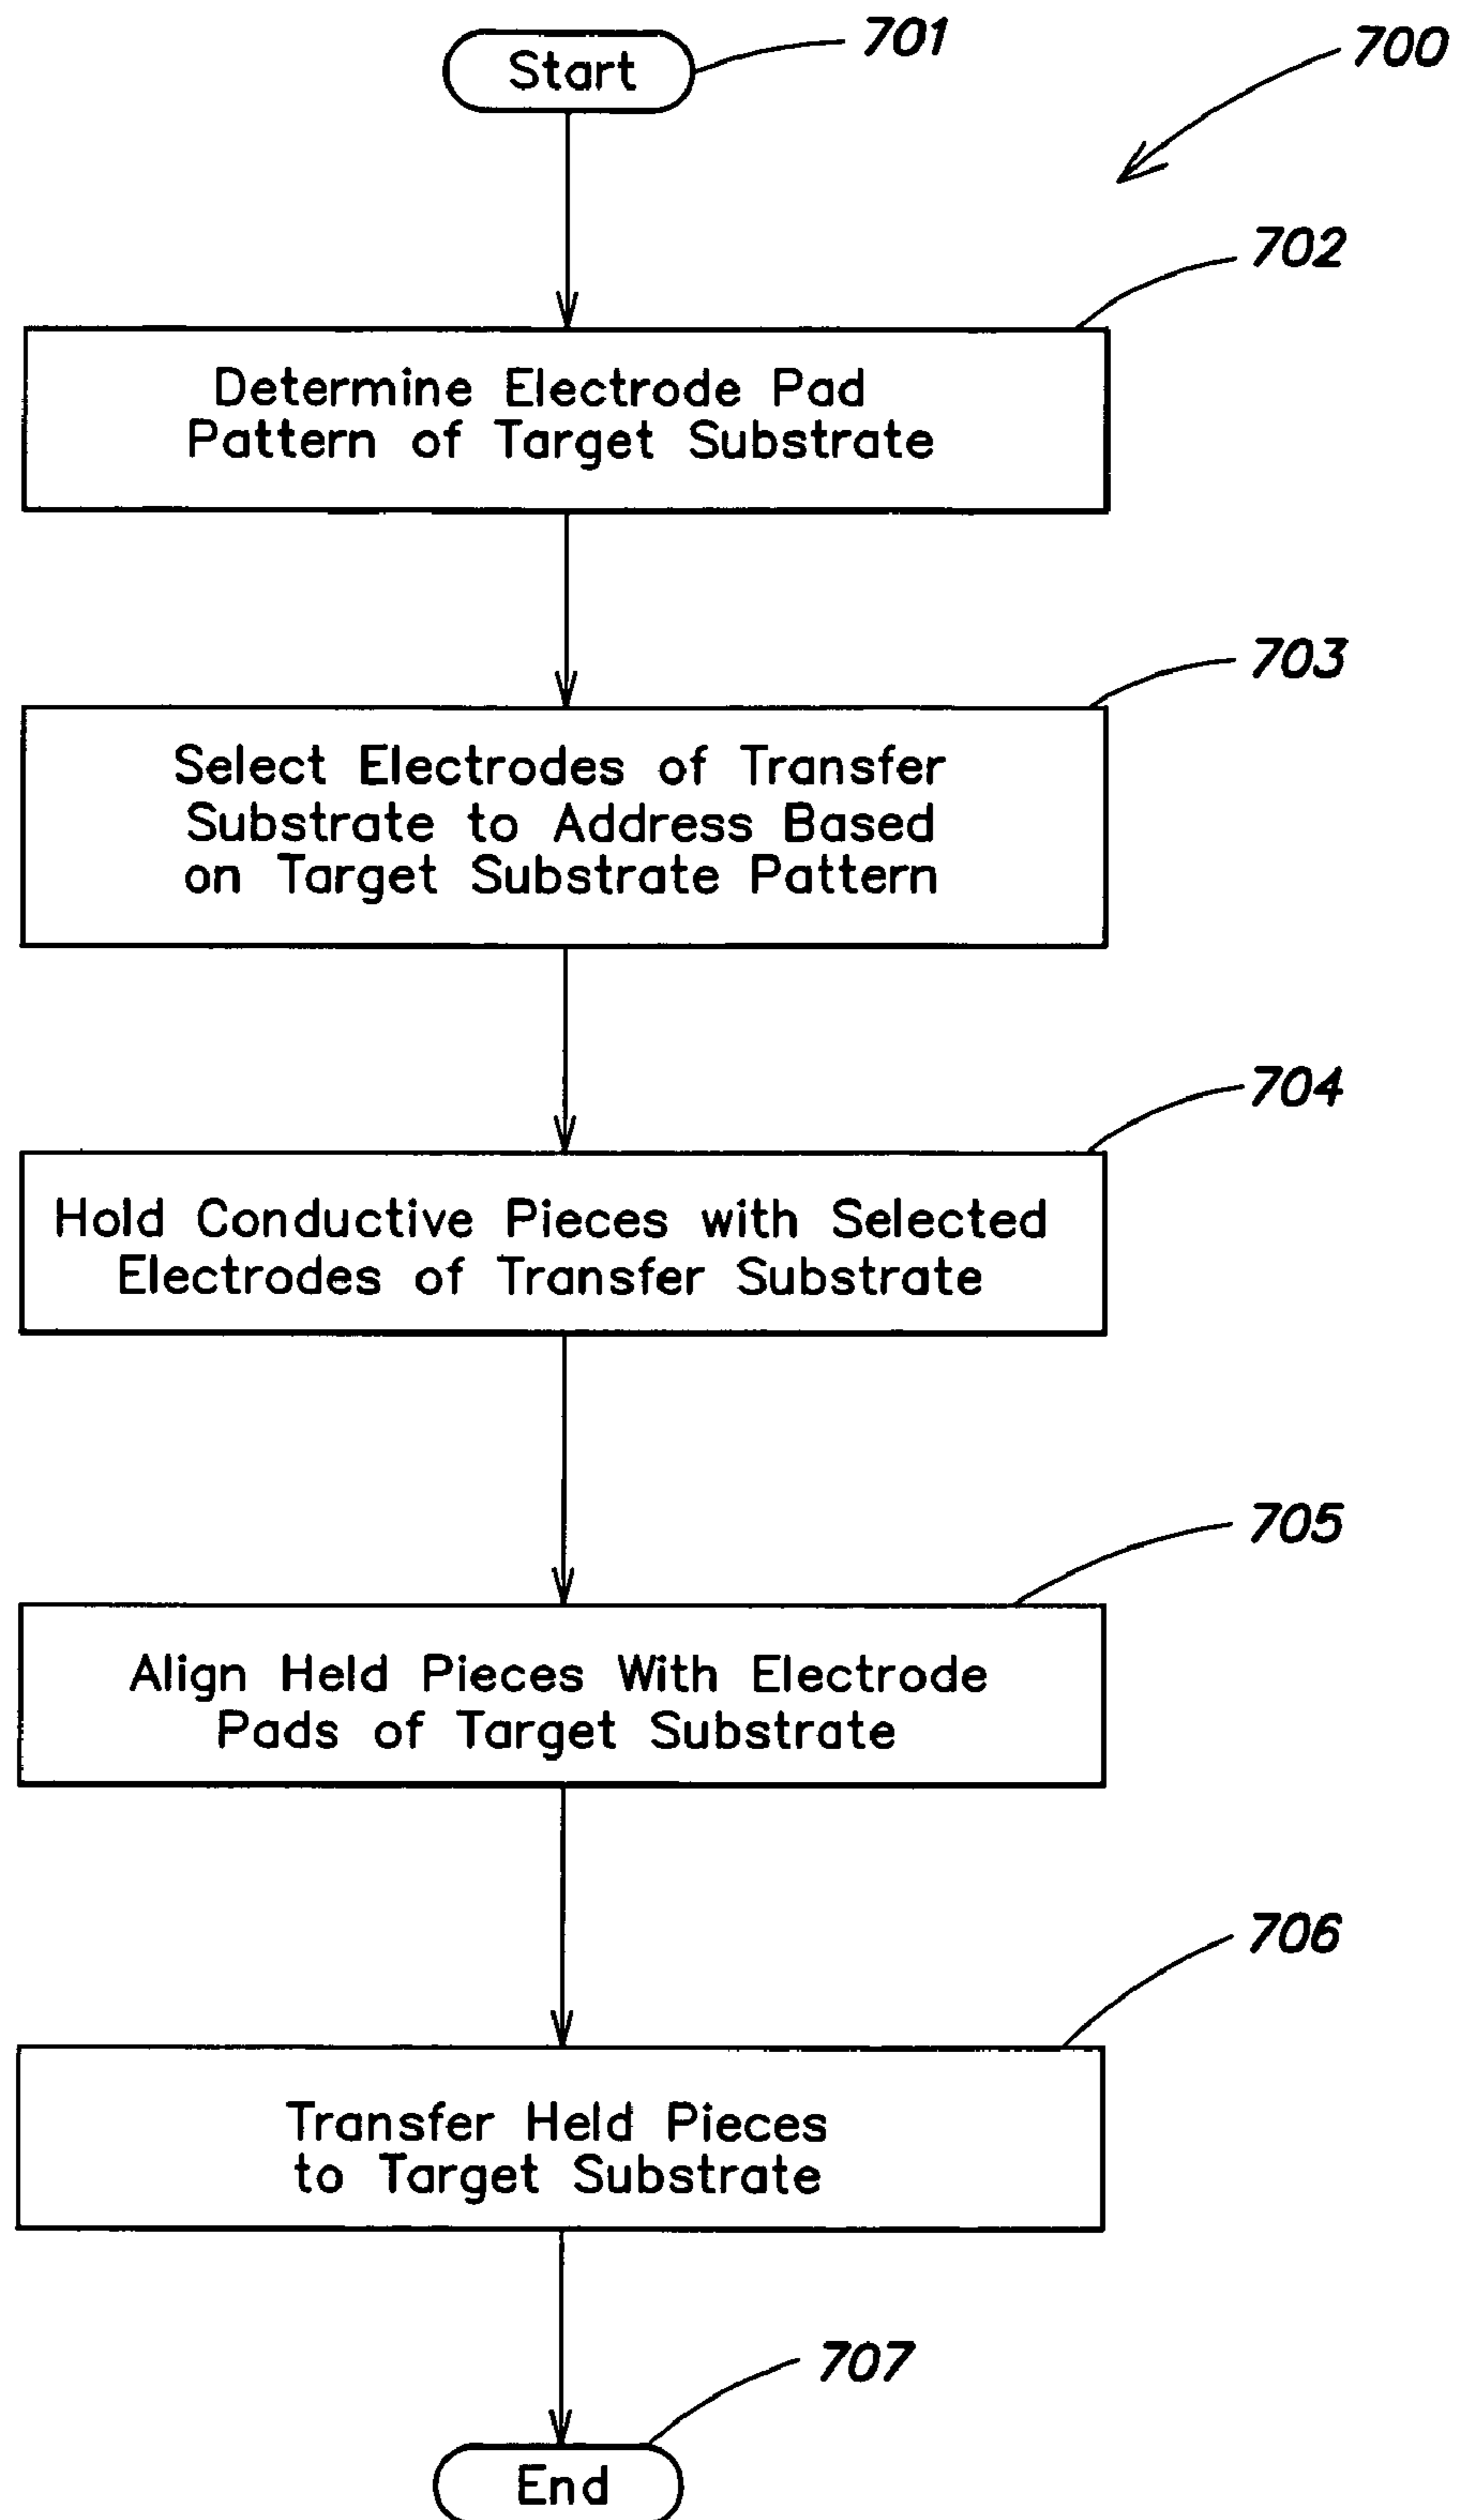 Start
701
700
702
Determine Electrode Pad
Pattern of Target Substrate
703
Select Electrodes of Transfer
Substrate to Address Based
on Target Substrate Pattern
704
Hold Conductive Pieces with Selected
Electrodes of Transfer Substrate
705
Align Held Pieces With Electrode
Pads of Target Substrate
706
Transfer Held Pieces
to Target Substrate
707
End